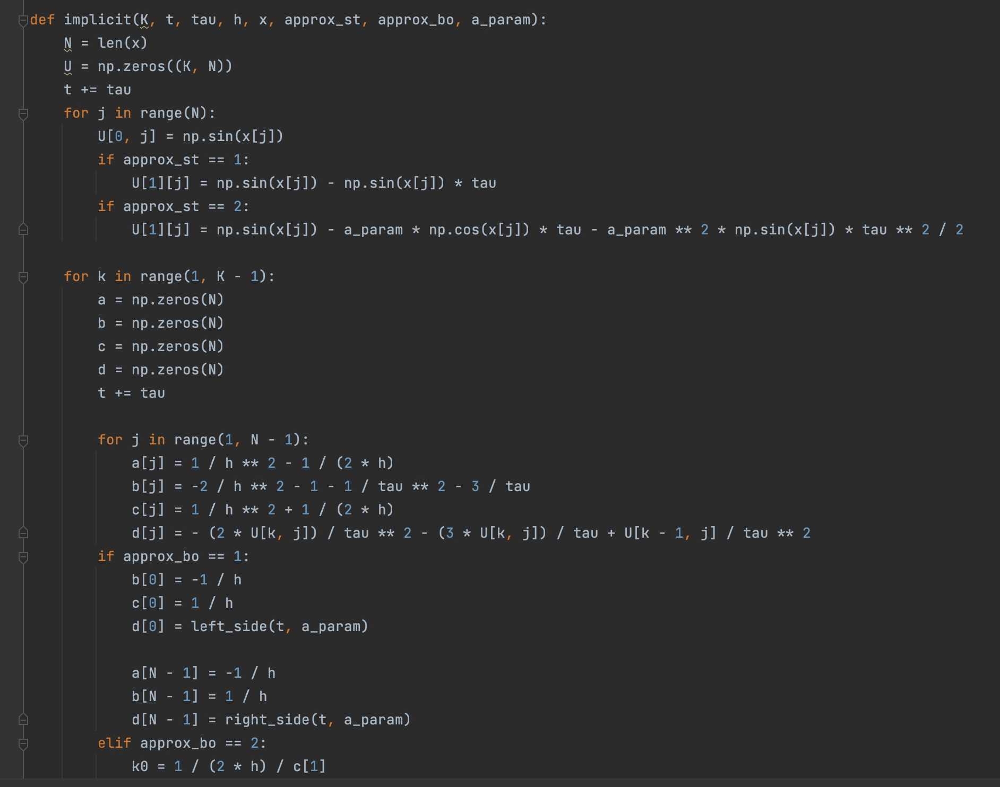 def implicit(K, t, tau, h, x, approx_st, approx_bo, a_param):
    N = len(x)
    U = np.zeros((K, N))
    t += tau
    for j in range(N):
        U[0, j] = np.sin(x[j])
        if approx_st == 1:
            U[1][j] = np.sin(x[j]) - np.sin(x[j]) * tau
        if approx_st == 2:
            U[1][j] = np.sin(x[j]) - a_param * np.cos(x[j]) * tau - a_param ** 2 * np.sin(x[j]) * tau ** 2 / 2

    for k in range(1, K - 1):
        a = np.zeros(N)
        b = np.zeros(N)
        c = np.zeros(N)
        d = np.zeros(N)
        t += tau

        for j in range(1, N - 1):
            a[j] = 1 / h ** 2 - 1 / (2 * h)
            b[j] = -2 / h ** 2 - 1 - 1 / tau ** 2 - 3 / tau
            c[j] = 1 / h ** 2 + 1 / (2 * h)
            d[j] = - (2 * U[k, j]) / tau ** 2 - (3 * U[k, j]) / tau + U[k - 1, j] / tau ** 2
        if approx_bo == 1:
            b[0] = -1 / h
            c[0] = 1 / h
            d[0] = left_side(t, a_param)

            a[N - 1] = -1 / h
            b[N - 1] = 1 / h
            d[N - 1] = right_side(t, a_param)
        elif approx_bo == 2:
            k0 = 1 / (2 * h) / c[1]